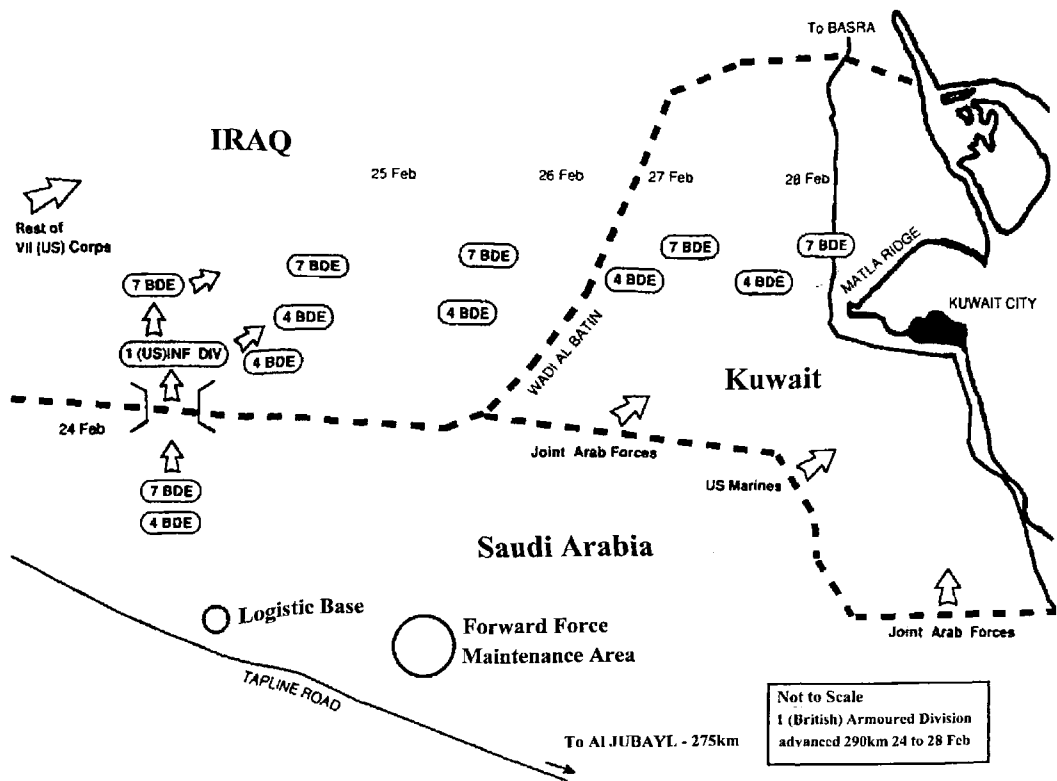 To BASRA
IRAQ
25 Feb
26 Feb
27 Feb
28 Feb
Rest of
VII (US) Corps
7 BDE
7 BDE
7 BDE
7 BDE
7 BDE
4 BDE
4 BDE
4 BDE
4 BDE
1 (US)INF DIV
4 BDE
MATLA RIDGE
KUWAIT CITY
WADI AL BATIN
Kuwait
24 Feb
Joint Arab Forces
US Marines
7 BDE
4 BDE
Saudi Arabia
Logistic Base
Forward Force
Maintenance Area
TAPLINE ROAD
Joint Arab Forces
To Al JUBAYL - 275km
Not to Scale
1 (British) Armoured Division
advanced 290km 24 to 28 Feb